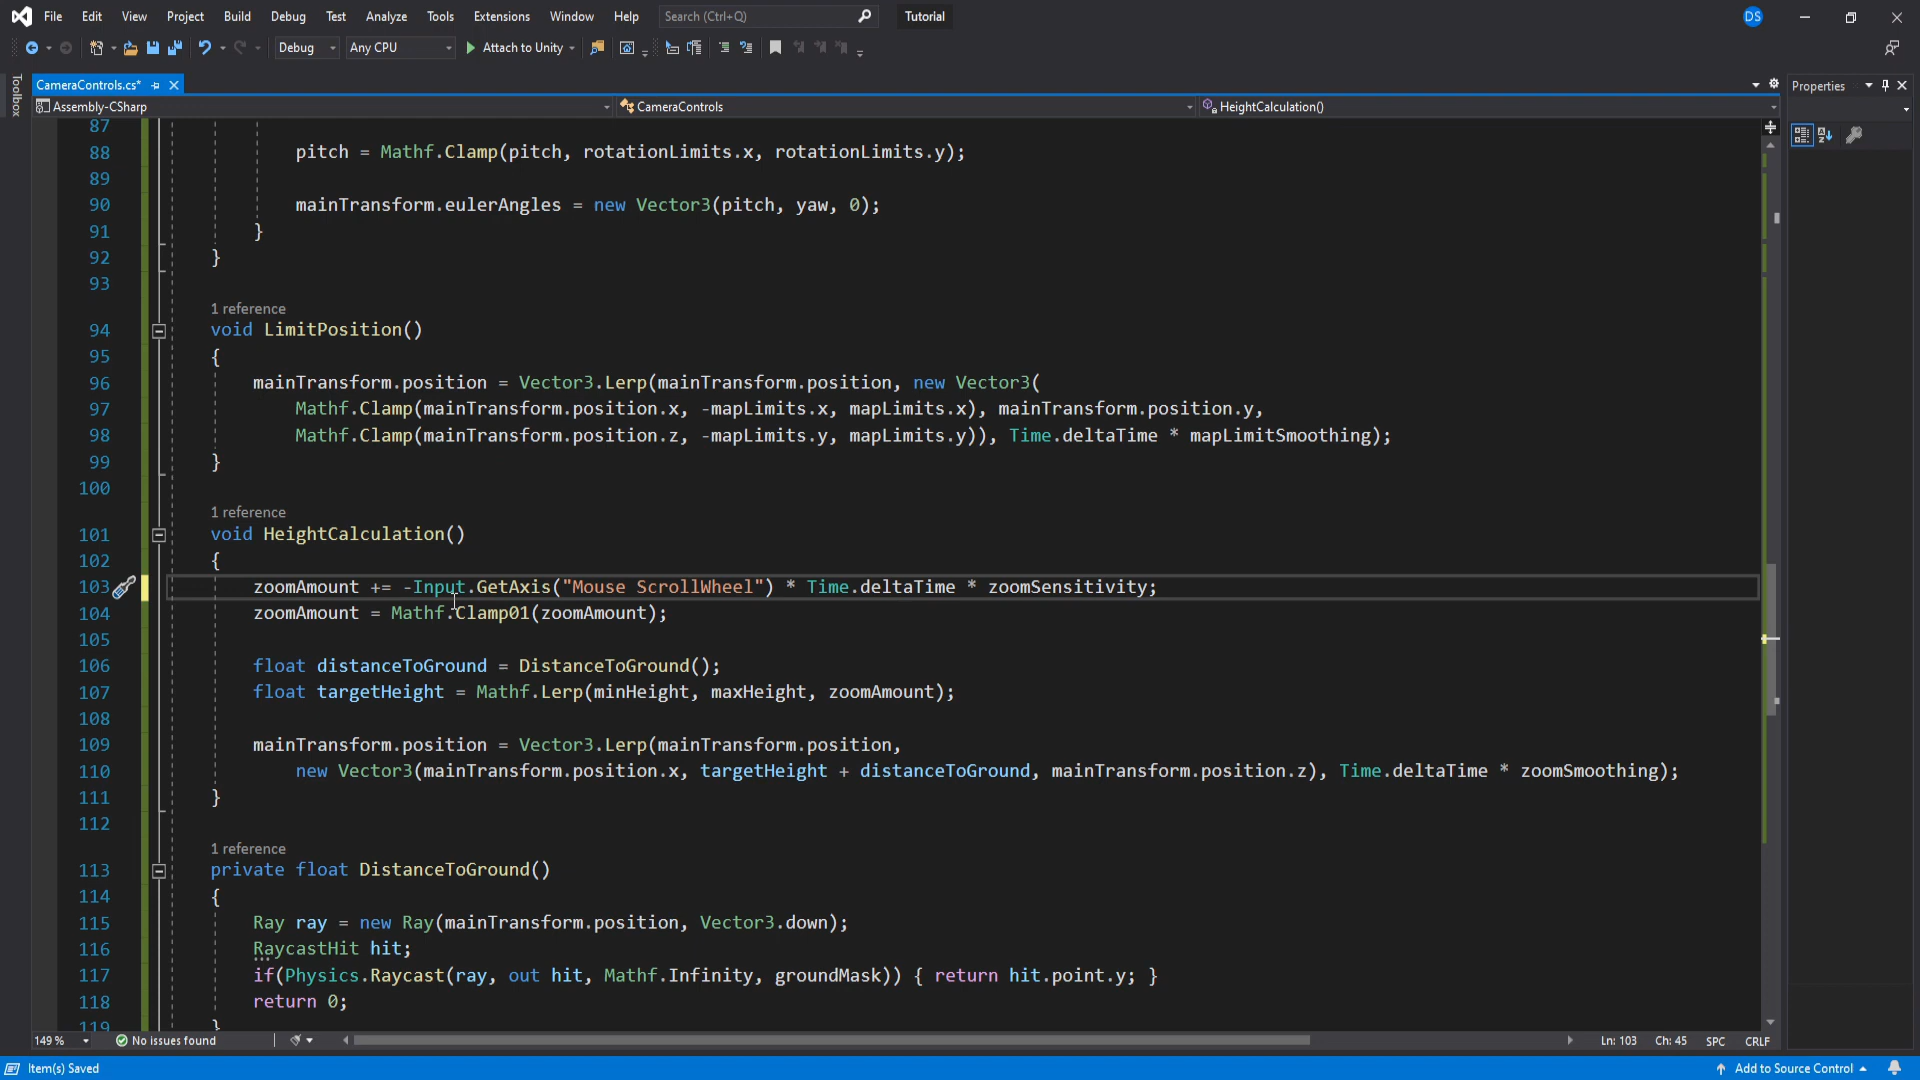 File Edit View Project Build Debug Test Analyze Tools Extensions Window Help Search (Ctrl+Q) Tutorial DS
Debug Any CPU Attach to Unity
Toolbox
CameraControls.cs*
Properties
Assembly-CSharp CameraControls HeightCalculation()
87
88 pitch = Mathf.Clamp(pitch, rotationLimits.x, rotationLimits.y);
89
90 mainTransform.eulerAngles = new Vector3(pitch, yaw, 0);
91 }
92 }
93
1 reference
94 void LimitPosition()
95 {
96 mainTransform.position = Vector3.Lerp(mainTransform.position, new Vector3(
97 Mathf.Clamp(mainTransform.position.x, -mapLimits.x, mapLimits.x), mainTransform.position.y,
98 Mathf.Clamp(mainTransform.position.z, -mapLimits.y, mapLimits.y)), Time.deltaTime * mapLimitSmoothing);
99 }
100
1 reference
101 void HeightCalculation()
102 {
103 zoomAmount += -Input.GetAxis("Mouse ScrollWheel") * Time.deltaTime * zoomSensitivity;
104 zoomAmount = Mathf.Clamp01(zoomAmount);
105
106 float distanceToGround = DistanceToGround();
107 float targetHeight = Mathf.Lerp(minHeight, maxHeight, zoomAmount);
108
109 mainTransform.position = Vector3.Lerp(mainTransform.position,
110 new Vector3(mainTransform.position.x, targetHeight + distanceToGround, mainTransform.position.z), Time.deltaTime * zoomSmoothing);
111 }
112
1 reference
113 private float DistanceToGround()
114 {
115 Ray ray = new Ray(mainTransform.position, Vector3.down);
116 RaycastHit hit;
117 if(Physics.Raycast(ray, out hit, Mathf.Infinity, groundMask)) { return hit.point.y; }
118 return 0;
119 }
149 % No issues found Ln: 103 Ch: 45 SPC CRLF
Item(s) Saved Add to Source Control